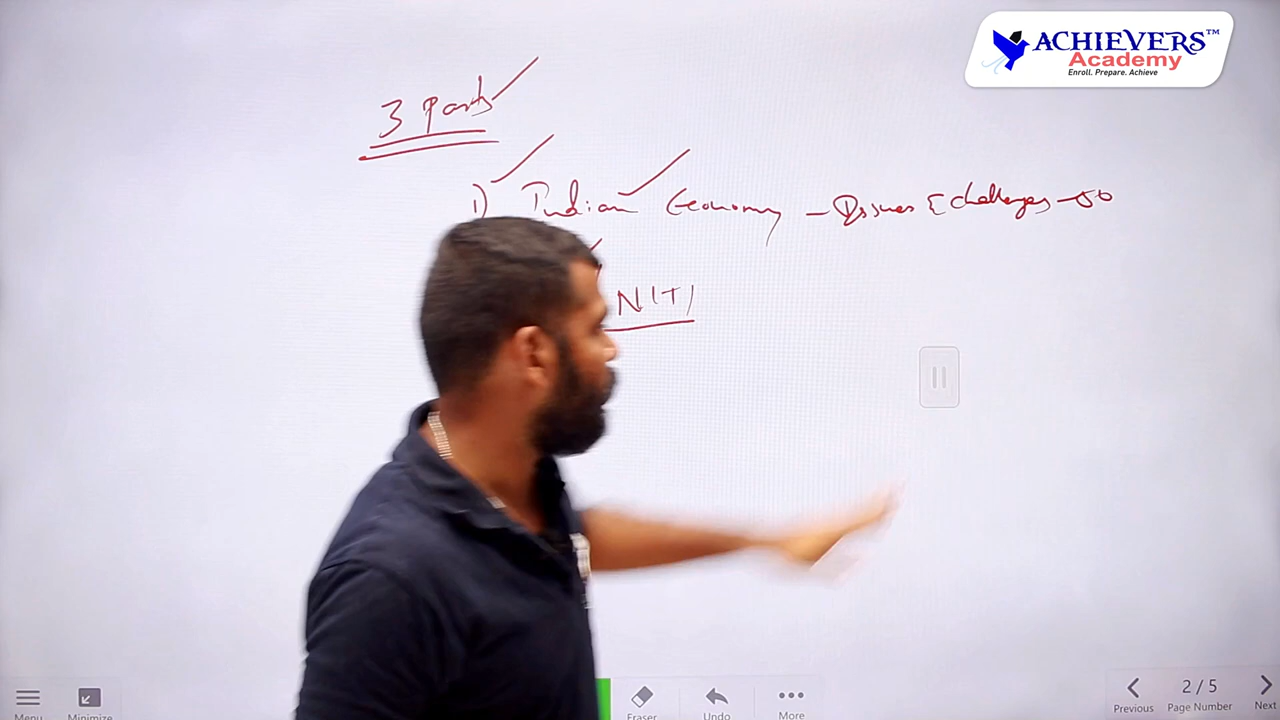 ACHIEVERS™
Academy
Enroll. Prepare. Achieve
3 Parts
1) Indian Economy - Issues & Challenges - 50
NITI
Menu
Minimize
Eraser
Undo
More
Previous
2 / 5
Page Number
Next